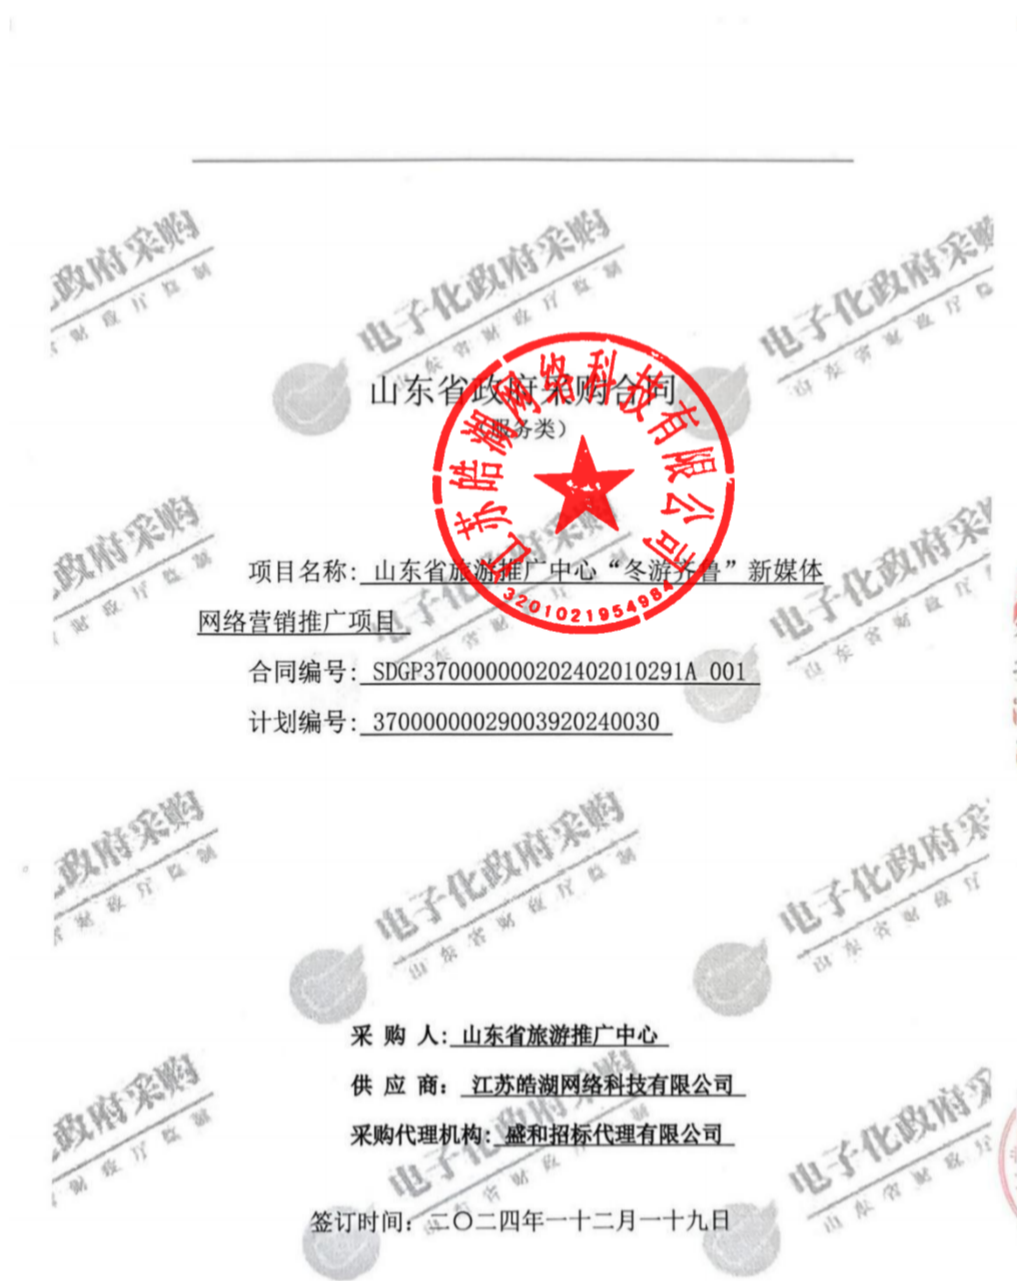 山东省政府采购合同
（服务类）
江苏皓湖网络科技有限公司
3201021954984
项目名称: 山东省旅游推广中心“冬游齐鲁”新媒体
网络营销推广项目
合同编号: SDGP370000000202402010291A_001
计划编号: 37000000029003920240030
采 购 人: 山东省旅游推广中心
供 应 商: 江苏皓湖网络科技有限公司
采购代理机构: 盛和招标代理有限公司
签订时间: 二〇二四年一十二月一十九日
电子化政府采购
山东省财政厅监制